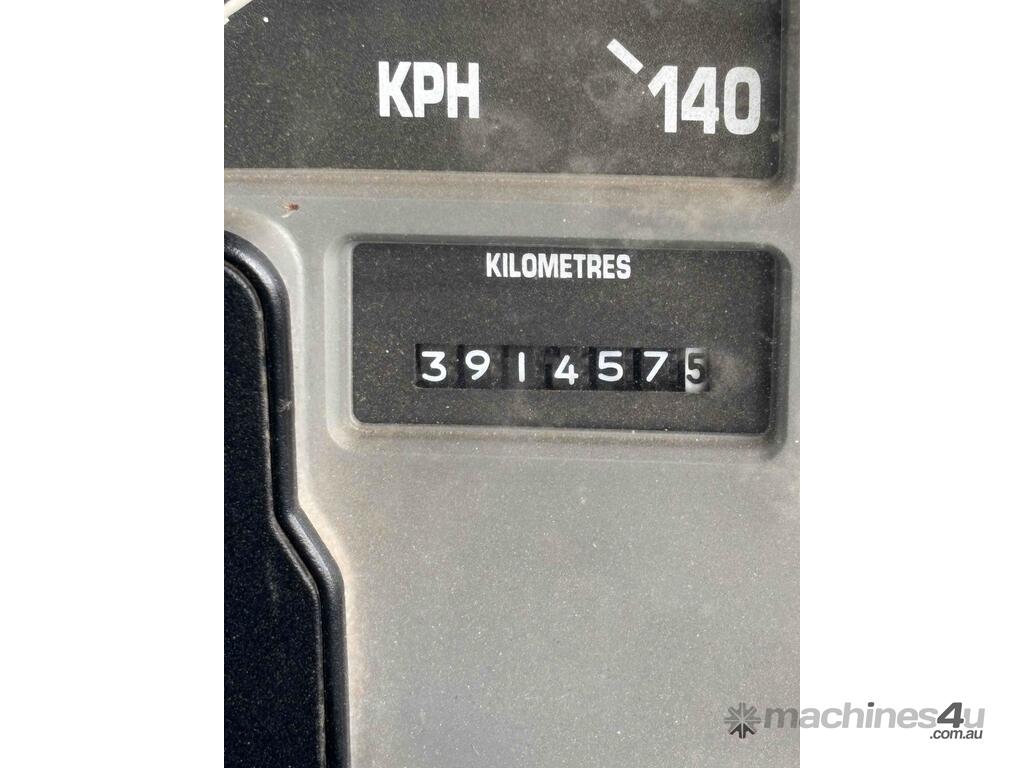 KPH
140
KILOMETRES
3914575
machines4u
.com.au